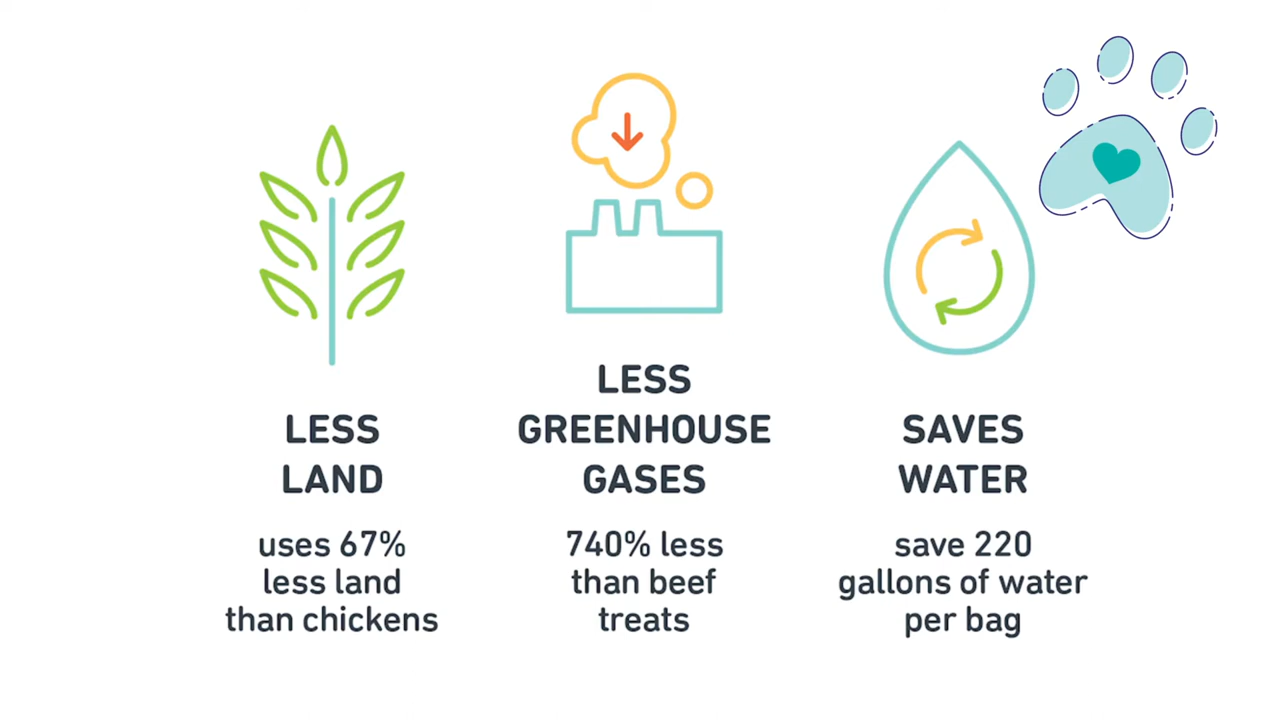 LESS
LAND
uses 67%
less land
than chickens
LESS
GREENHOUSE
GASES
740% less
than beef
treats
SAVES
WATER
save 220
gallons of water
per bag